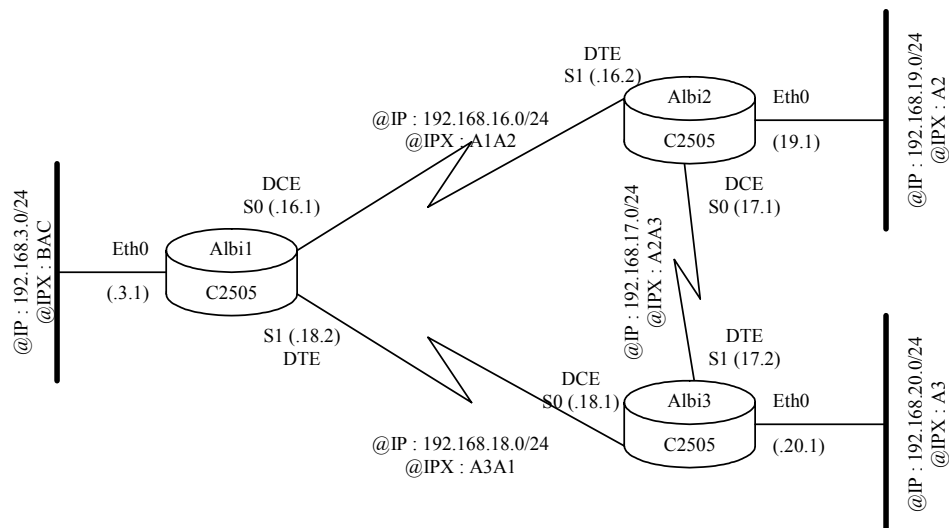 DTE
S1 (.16.2)
Albi2
C2505
Eth0
(19.1)
@IP : 192.168.19.0/24
@IPX : A2
@IP : 192.168.16.0/24
@IPX : A1A2
DCE
S0 (17.1)
DCE
S0 (.16.1)
@IP : 192.168.3.0/24
@IPX : BAC
Eth0
(.3.1)
Albi1
C2505
@IP : 192.168.17.0/24
@IPX : A2A3
S1 (.18.2)
DTE
DTE
S1 (17.2)
DCE
S0 (.18.1)
Albi3
C2505
Eth0
(.20.1)
@IP : 192.168.20.0/24
@IPX : A3
@IP : 192.168.18.0/24
@IPX : A3A1